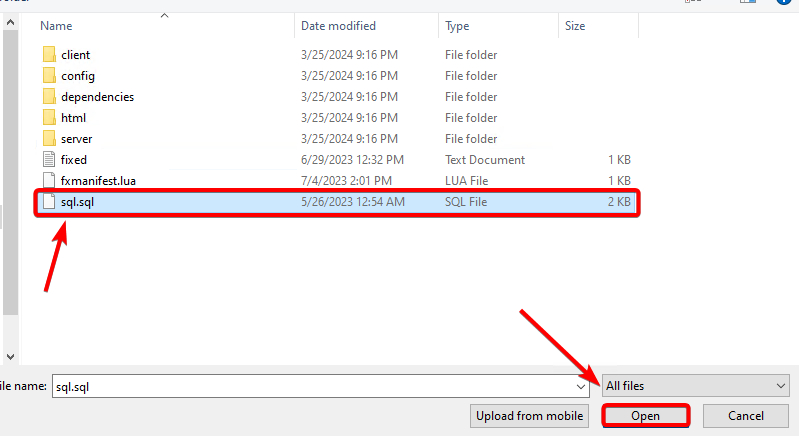 Name Date modified Type Size
client 3/25/2024 9:16 PM File folder
config 3/25/2024 9:16 PM File folder
dependencies 3/25/2024 9:16 PM File folder
html 3/25/2024 9:16 PM File folder
server 3/25/2024 9:16 PM File folder
fixed 6/29/2023 12:32 PM Text Document 1 KB
fxmanifest.lua 7/4/2023 2:01 PM LUA File 1 KB
sql.sql 5/26/2023 12:54 AM SQL File 2 KB
ile name: sql.sql All files
Upload from mobile Open Cancel